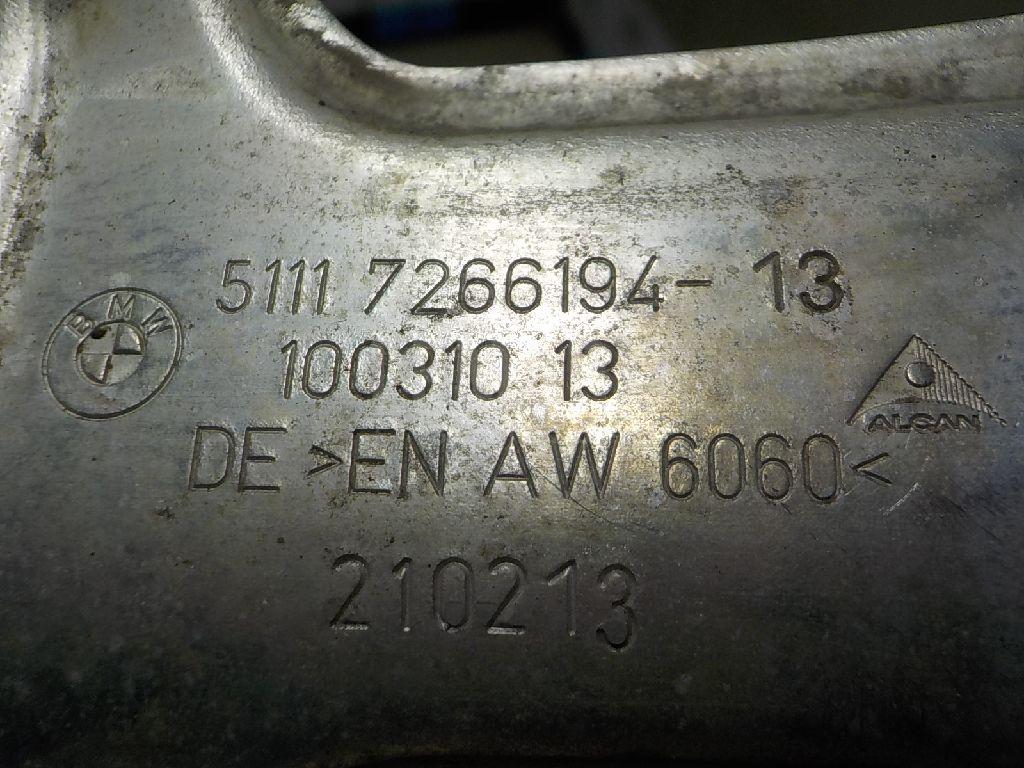 5111 7266194- 13
BMW
100310 13
ALCAN
DE >EN AW 6060<
210213